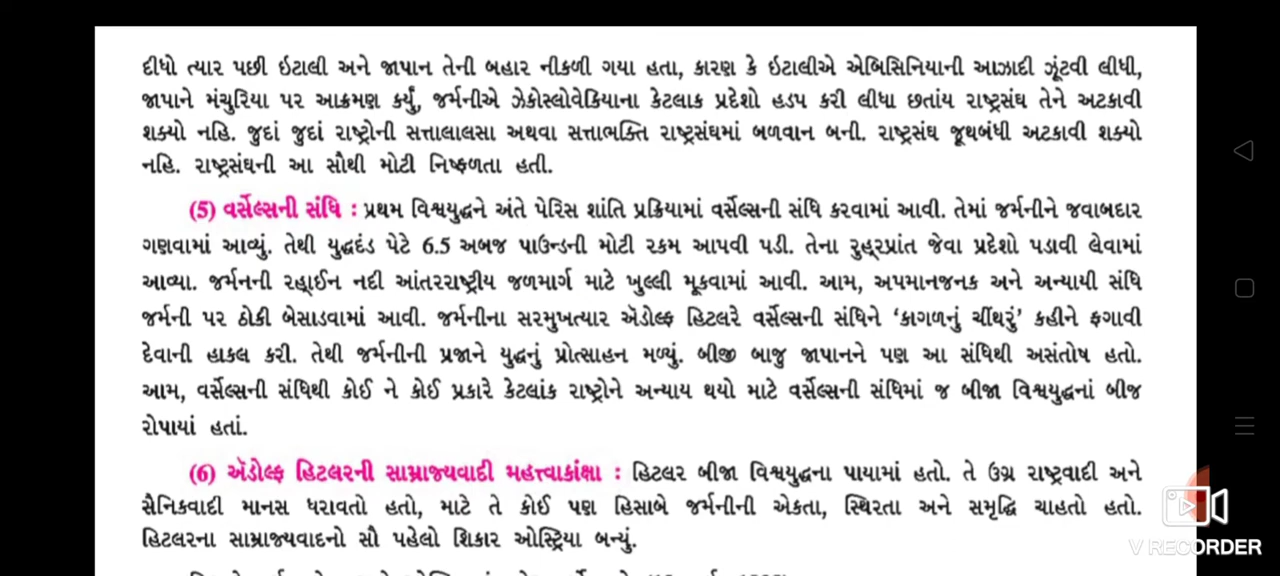 દીધો ત્યાર પછી ઇટાલી અને જાપાન તેની બહાર નીકળી ગયા હતા, કારણ કે ઇટાલીએ એબિસિનિયાની આઝાદી ઝૂંટવી લીધી,
જાપાને મંચુરિયા પર આક્રમણ કર્યું, જર્મનીએ ઝેકોસ્લોવેકિયાના કેટલાક પ્રદેશો હડપ કરી લીધા છતાંય રાષ્ટ્રસંઘ તેને અટકાવી
શક્યો નહિ. જુદાં જુદાં રાષ્ટ્રોની સત્તાલાલસા અથવા સત્તાભક્તિ રાષ્ટ્રસંઘમાં બળવાન બની. રાષ્ટ્રસંઘ જૂથબંધી અટકાવી શક્યો
નહિ. રાષ્ટ્રસંઘની આ સૌથી મોટી નિષ્ફળતા હતી.
(5) વર્સેલ્સની સંધિ : પ્રથમ વિશ્વયુદ્ધને અંતે પેરિસ શાંતિ પ્રક્રિયામાં વર્સેલ્સની સંધિ કરવામાં આવી. તેમાં જર્મનીને જવાબદાર
ગણવામાં આવ્યું. તેથી યુદ્ધદંડ પેટે 6.5 અબજ પાઉન્ડની મોટી રકમ આપવી પડી. તેના રુહ્રપ્રાંત જેવા પ્રદેશો પડાવી લેવામાં
આવ્યા. જર્મનની રહાઈન નદી આંતરરાષ્ટ્રીય જળમાર્ગ માટે ખુલ્લી મૂકવામાં આવી. આમ, અપમાનજનક અને અન્યાયી સંધિ
જર્મની પર ઠોકી બેસાડવામાં આવી. જર્મનીના સરમુખત્યાર ઍડોલ્ફ હિટલરે વર્સેલ્સની સંધિને ‘કાગળનું ચીંથરું’ કહીને ફગાવી
દેવાની હાકલ કરી. તેથી જર્મનીની પ્રજાને યુદ્ધનું પ્રોત્સાહન મળ્યું. બીજી બાજુ જાપાનને પણ આ સંધિથી અસંતોષ હતો.
આમ, વર્સેલ્સની સંધિથી કોઈ ને કોઈ પ્રકારે કેટલાંક રાષ્ટ્રોને અન્યાય થયો માટે વર્સેલ્સની સંધિમાં જ બીજા વિશ્વયુદ્ધનાં બીજ
રોપાયાં હતાં.
(6) ઍડોલ્ફ હિટલરની સામ્રાજ્યવાદી મહત્ત્વાકાંક્ષા : હિટલર બીજા વિશ્વયુદ્ધના પાયામાં હતો. તે ઉગ્ર રાષ્ટ્રવાદી અને
સૈનિકવાદી માનસ ધરાવતો હતો, માટે તે કોઈ પણ હિસાબે જર્મનીની એકતા, સ્થિરતા અને સમૃદ્ધિ ચાહતો હતો.
હિટલરના સામ્રાજ્યવાદનો સૌ પહેલો શિકાર ઓસ્ટ્રિયા બન્યું.
V RECORDER